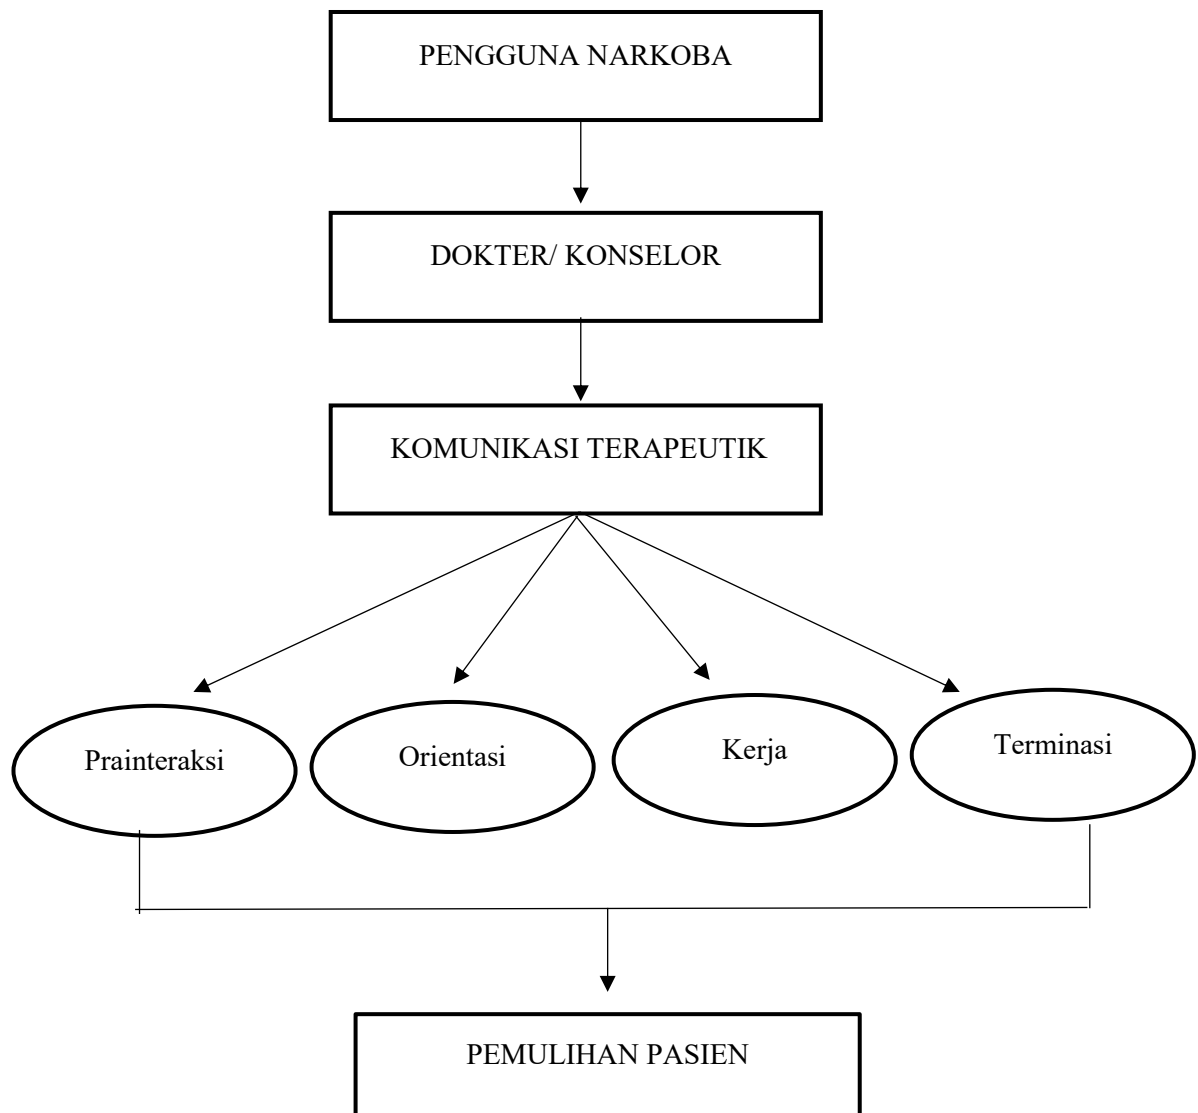 PENGGUNA NARKOBA
DOKTER/ KONSELOR
KOMUNIKASI TERAPEUTIK
Prainteraksi
Orientasi
Kerja
Terminasi
PEMULIHAN PASIEN